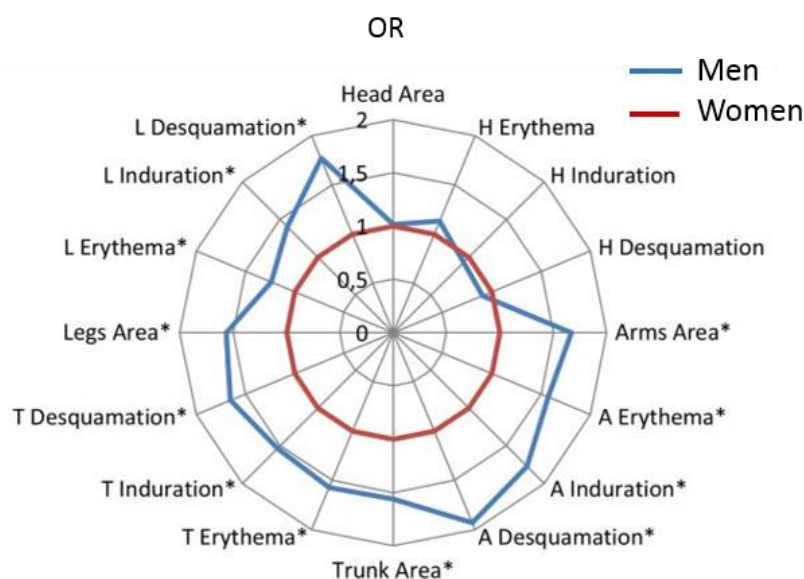 OR
Men
Women
Head Area
H Erythema
H Induration
H Desquamation
Arms Area*
A Erythema*
A Induration*
A Desquamation*
Trunk Area*
T Erythema*
T Induration*
T Desquamation*
Legs Area*
L Erythema*
L Induration*
L Desquamation*
2
1,5
1
0,5
0